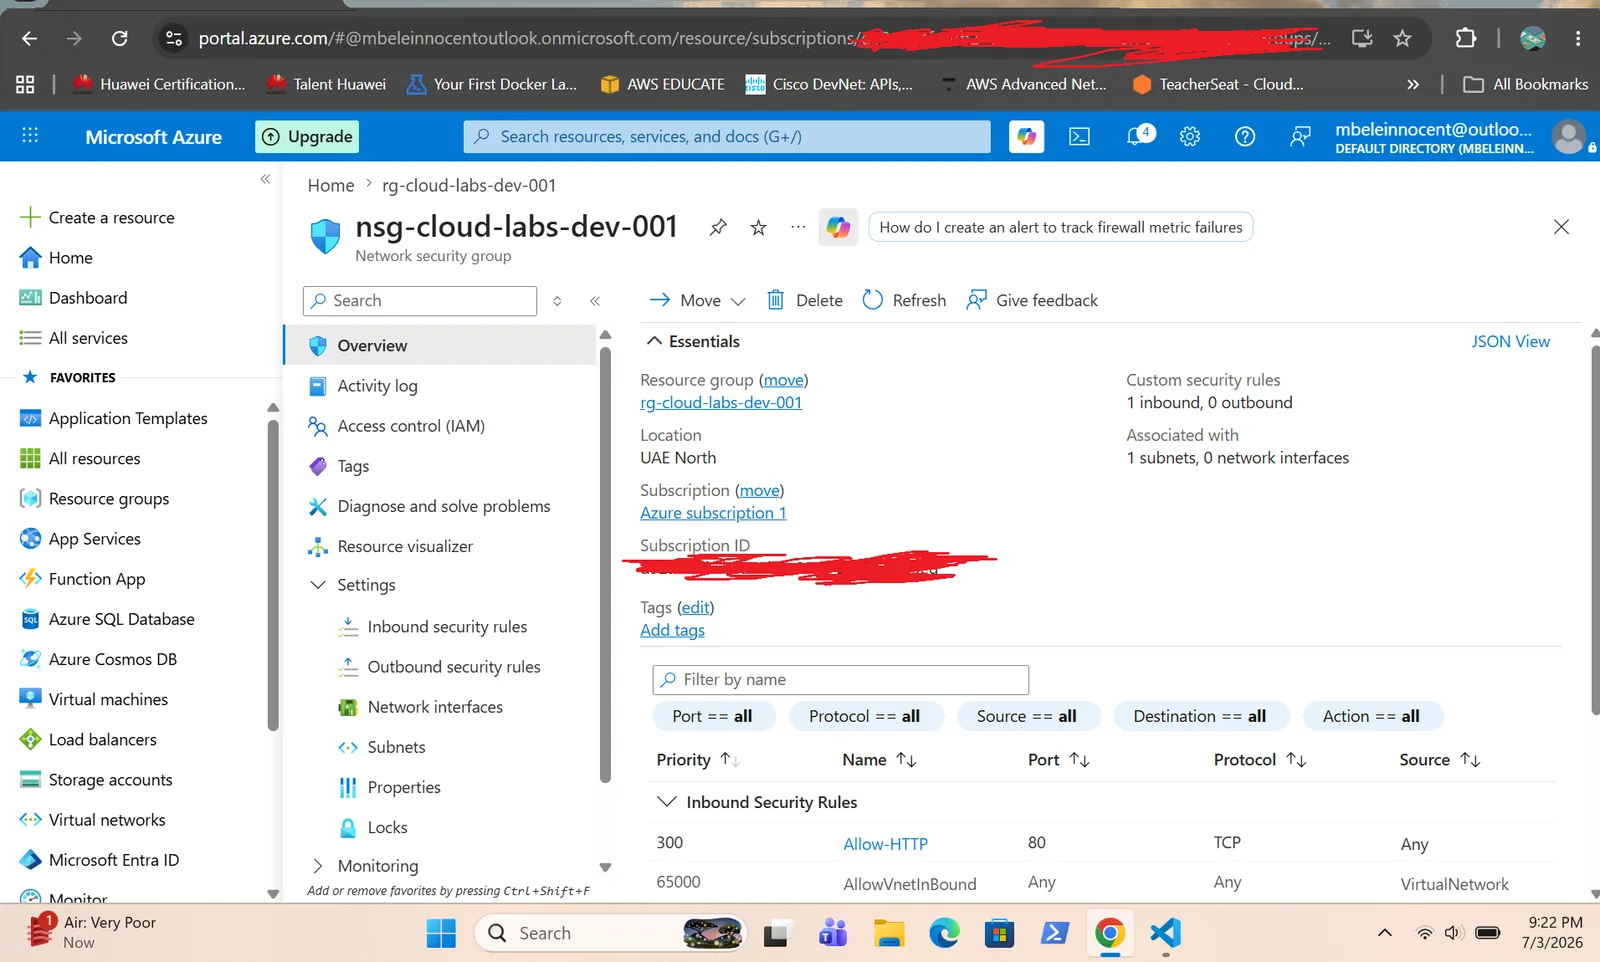 portal.azure.com/#@mbeleinnocentoutlook.onmicrosoft.com/resource/subscriptions/
Huawei Certification... Talent Huawei Your First Docker La... AWS EDUCATE Cisco DevNet: APIs,... AWS Advanced Net... TeacherSeat - Cloud... » All Bookmarks
Microsoft Azure Upgrade Search resources, services, and docs (G+/) 4 mbeleinnocent@outloo...
DEFAULT DIRECTORY (MBELEINN...
Create a resource
Home
Dashboard
All services
FAVORITES
Application Templates
All resources
Resource groups
App Services
Function App
Azure SQL Database
Azure Cosmos DB
Virtual machines
Load balancers
Storage accounts
Virtual networks
Microsoft Entra ID
Monitor
Home > rg-cloud-labs-dev-001
nsg-cloud-labs-dev-001 ... How do I create an alert to track firewall metric failures
Network security group
Search
Overview
Activity log
Access control (IAM)
Tags
Diagnose and solve problems
Resource visualizer
Settings
Inbound security rules
Outbound security rules
Network interfaces
Subnets
Properties
Locks
Monitoring
Add or remove favorites by pressing Ctrl+Shift+F
Move Delete Refresh Give feedback
Essentials JSON View
Resource group (move)
rg-cloud-labs-dev-001
Location
UAE North
Subscription (move)
Azure subscription 1
Subscription ID
Tags (edit)
Add tags
Custom security rules
1 inbound, 0 outbound
Associated with
1 subnets, 0 network interfaces
Filter by name
Port == all Protocol == all Source == all Destination == all Action == all
Priority Name Port Protocol Source
Inbound Security Rules
300 Allow-HTTP 80 TCP Any
65000 AllowVnetInBound Any Any VirtualNetwork
1 Air: Very Poor
Now
Search
9:22 PM
7/3/2026